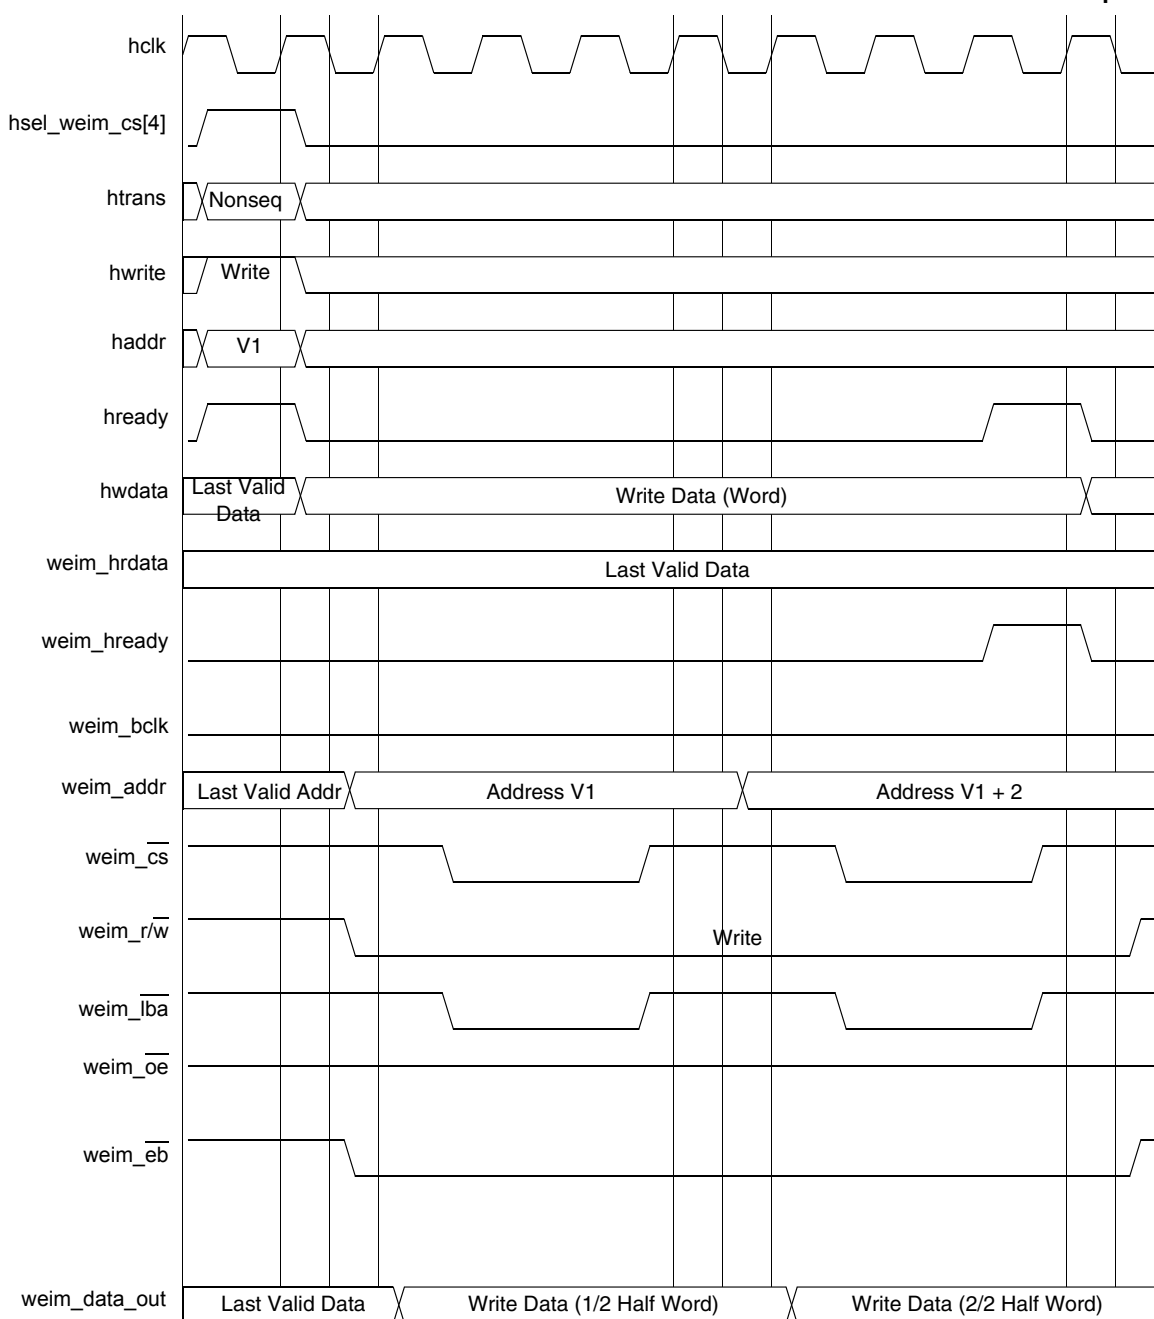 hclk
hsel_weim_cs[4]
htrans
Nonseq
hwrite
Write
haddr
V1
hready
hwdata
Last Valid
Data
Write Data (Word)
weim_hrdata
Last Valid Data
weim_hready
weim_bclk
weim_addr
Last Valid Addr
Address V1
Address V1 + 2
weim_cs
weim_r/w
Write
weim_lba
weim_oe
weim_eb
weim_data_out
Last Valid Data
Write Data (1/2 Half Word)
Write Data (2/2 Half Word)